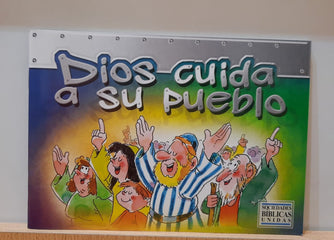 Dios cuida
a su pueblo
SOCIEDADES
BÍBLICAS
UNIDAS